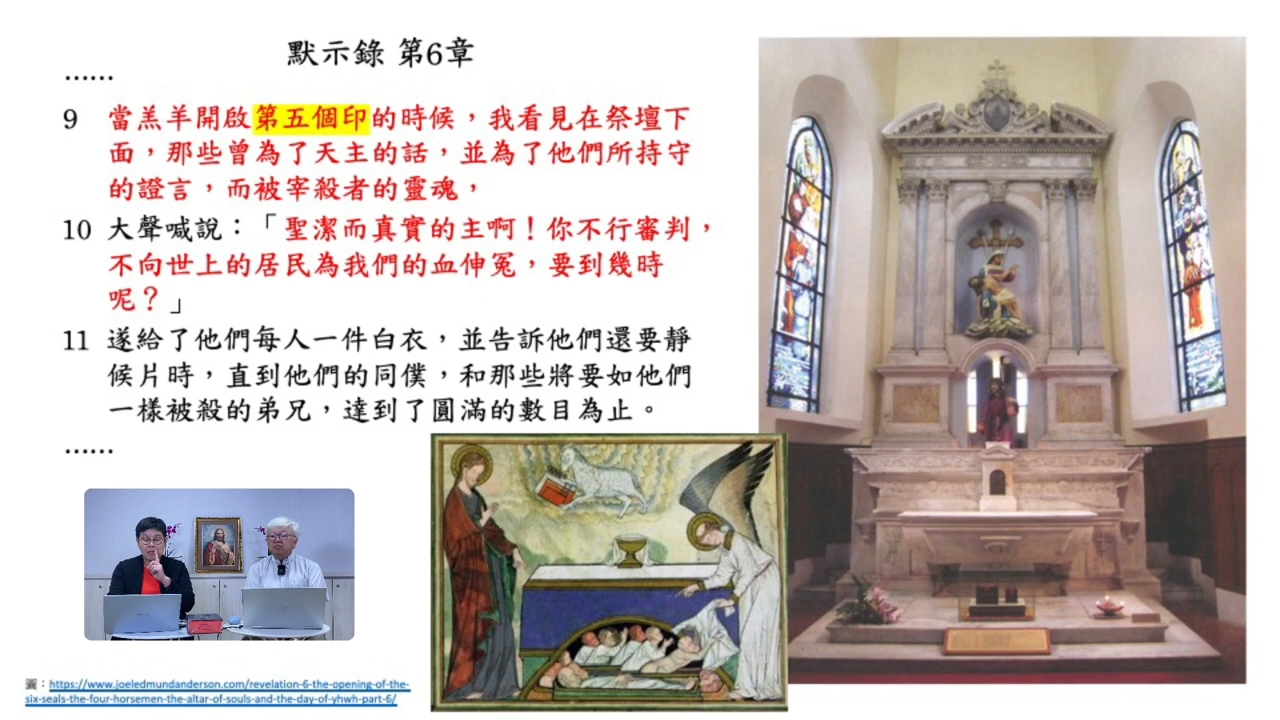 默示錄 第6章
……
9 當羔羊開啟第五個印的時候，我看見在祭壇下
面，那些曾為了天主的話，並為了他們所持守
的證言，而被宰殺者的靈魂，
10 大聲喊說：「聖潔而真實的主啊！你不行審判，
不向世上的居民為我們的血伸冤，要到幾時
呢？」
11 遂給了他們每人一件白衣，並告訴他們還要靜
候片時，直到他們的同僕，和那些將要如他們
一樣被殺的弟兄，達到了圓滿的數目為止。
……
圖：https://www.joeledmundanderson.com/revelation-6-the-opening-of-the-
six-seals-the-four-horsemen-the-altar-of-souls-and-the-day-of-yhwh-part-6/